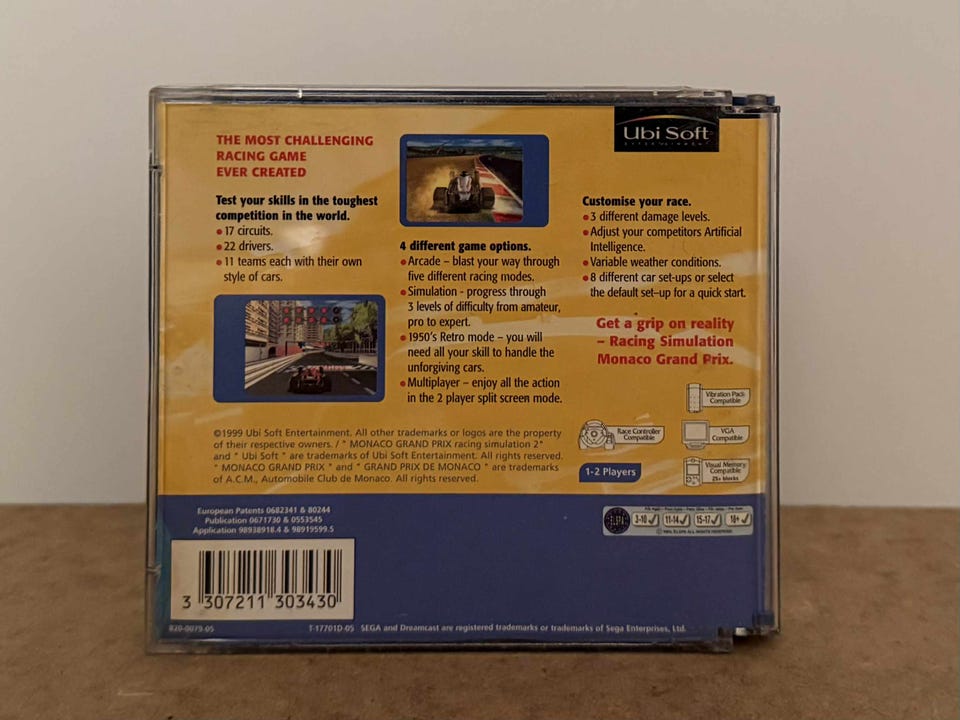 THE MOST CHALLENGING
RACING GAME
EVER CREATED
Test your skills in the toughest
competition in the world.
• 17 circuits.
• 22 drivers.
• 11 teams each with their own
style of cars.
4 different game options.
• Arcade – blast your way through
five different racing modes.
• Simulation - progress through
3 levels of difficulty from amateur,
pro to expert.
• 1950's Retro mode – you will
need all your skill to handle the
unforgiving cars.
• Multiplayer – enjoy all the action
in the 2 player split screen mode.
Ubi Soft
ENTERTAINMENT
Customise your race.
• 3 different damage levels.
• Adjust your competitors Artificial
Intelligence.
• Variable weather conditions.
• 8 different car set-ups or select
the default set–up for a quick start.
Get a grip on reality
– Racing Simulation
Monaco Grand Prix.
Vibration Pack
Compatible
Race Controller
Compatible
VGA
Compatible
1-2 Players
Visual Memory
Compatible
25+ blocks
©1999 Ubi Soft Entertainment. All other trademarks or logos are the property
of their respective owners. / " MONACO GRAND PRIX racing simulation 2"
and " Ubi Soft " are trademarks of Ubi Soft Entertainment. All rights reserved.
" MONACO GRAND PRIX " and " GRAND PRIX DE MONACO " are trademarks
of A.C.M., Automobile Club de Monaco. All rights reserved.
European Patents 0682341 & 80244
Publication 0671730 & 0553545
Application 98938918.4 & 98919599.5
ELSPA
3-10 11-14 15-17 18+
3 307211 303430
820-0079-05
T-17701D-05 SEGA and Dreamcast are registered trademarks or trademarks of Sega Enterprises, Ltd.